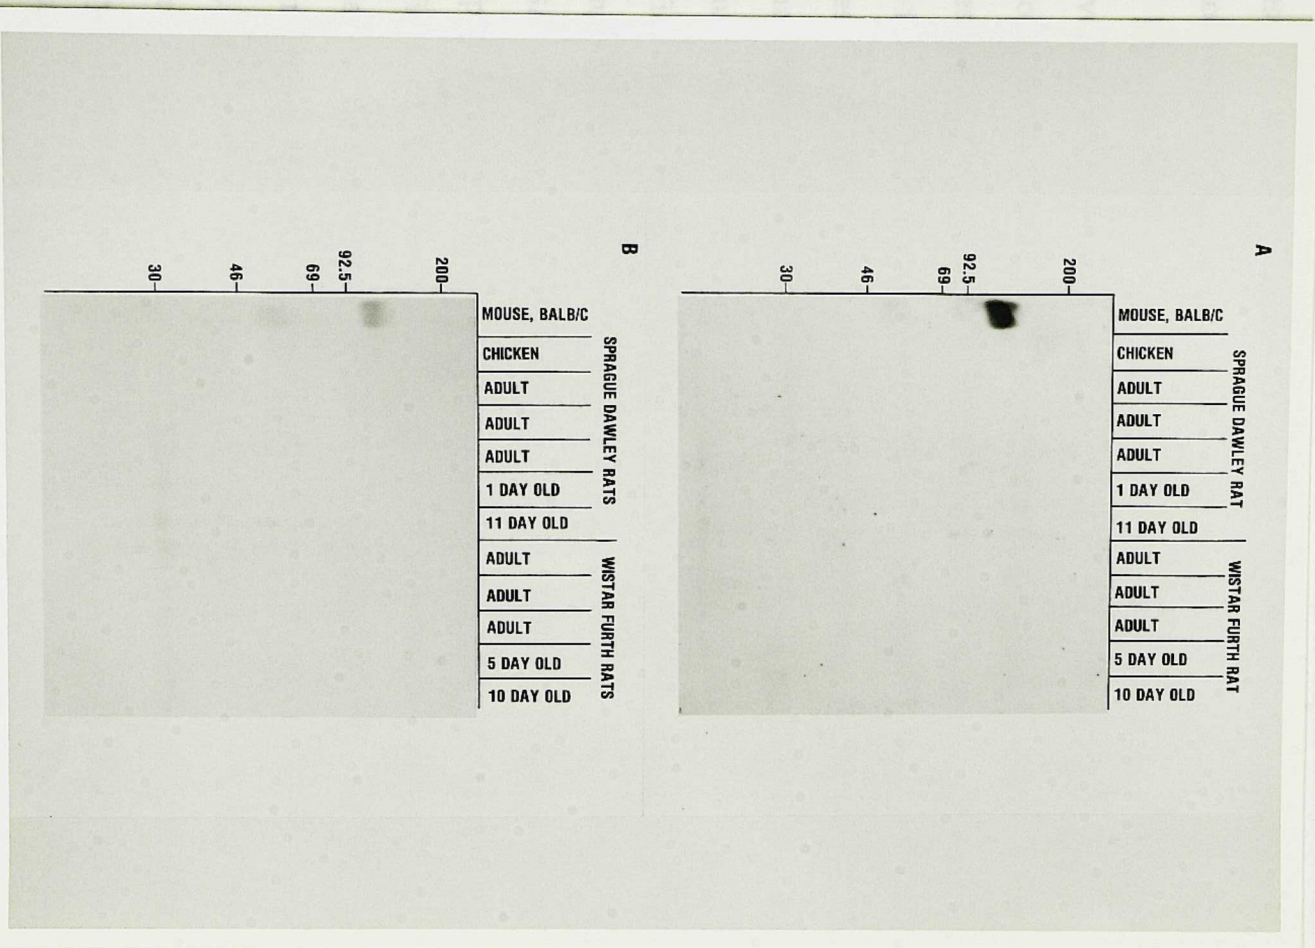 A
SPRAGUE DAWLEY RAT
WISTAR FURTH RAT
MOUSE, BALB/C
CHICKEN
ADULT
ADULT
ADULT
1 DAY OLD
11 DAY OLD
ADULT
ADULT
ADULT
5 DAY OLD
10 DAY OLD
200
92.5
69
46
30
B
SPRAGUE DAWLEY RATS
WISTAR FURTH RATS
MOUSE, BALB/C
CHICKEN
ADULT
ADULT
ADULT
1 DAY OLD
11 DAY OLD
ADULT
ADULT
ADULT
5 DAY OLD
10 DAY OLD
200
92.5
69
46
30